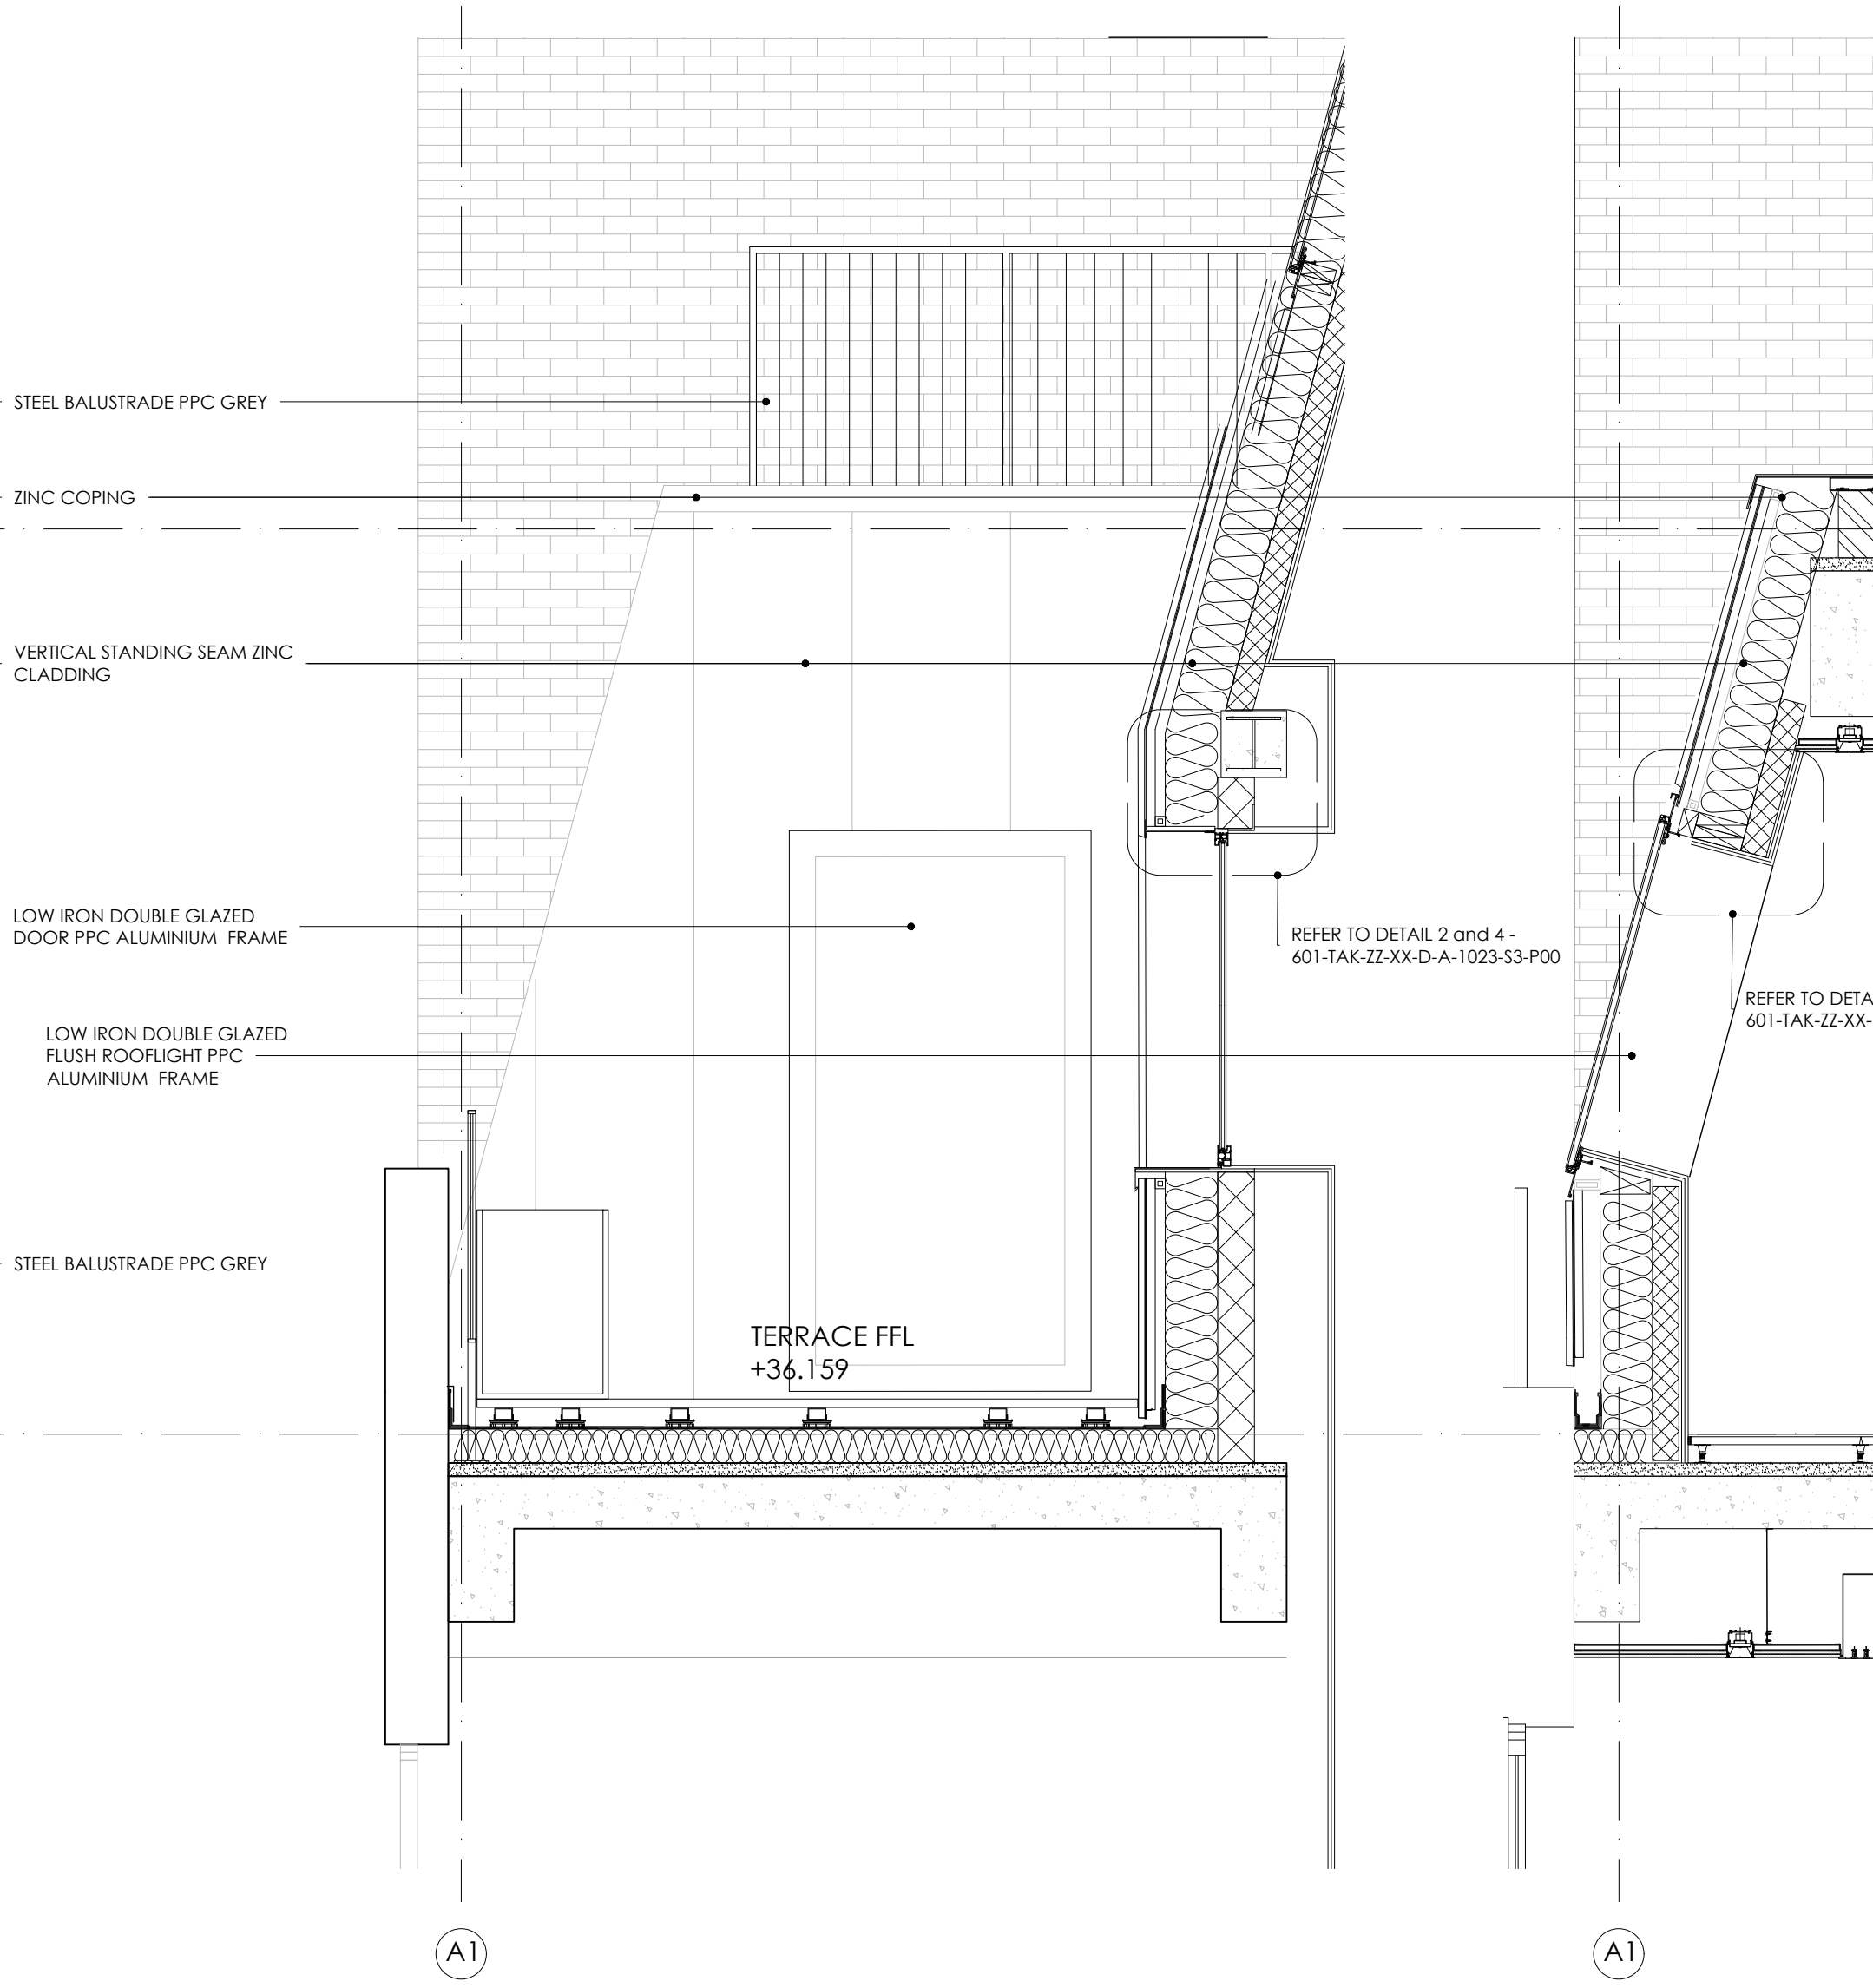 STEEL BALUSTRADE PPC GREY
ZINC COPING
VERTICAL STANDING SEAM ZINC
CLADDING
LOW IRON DOUBLE GLAZED
DOOR PPC ALUMINIUM FRAME
REFER TO DETAIL 2 and 4 -
601-TAK-ZZ-XX-D-A-1023-S3-P00
REFER TO DETA
601-TAK-ZZ-XX-
LOW IRON DOUBLE GLAZED
FLUSH ROOFLIGHT PPC
ALUMINIUM FRAME
STEEL BALUSTRADE PPC GREY
TERRACE FFL
+36.159
A1
A1